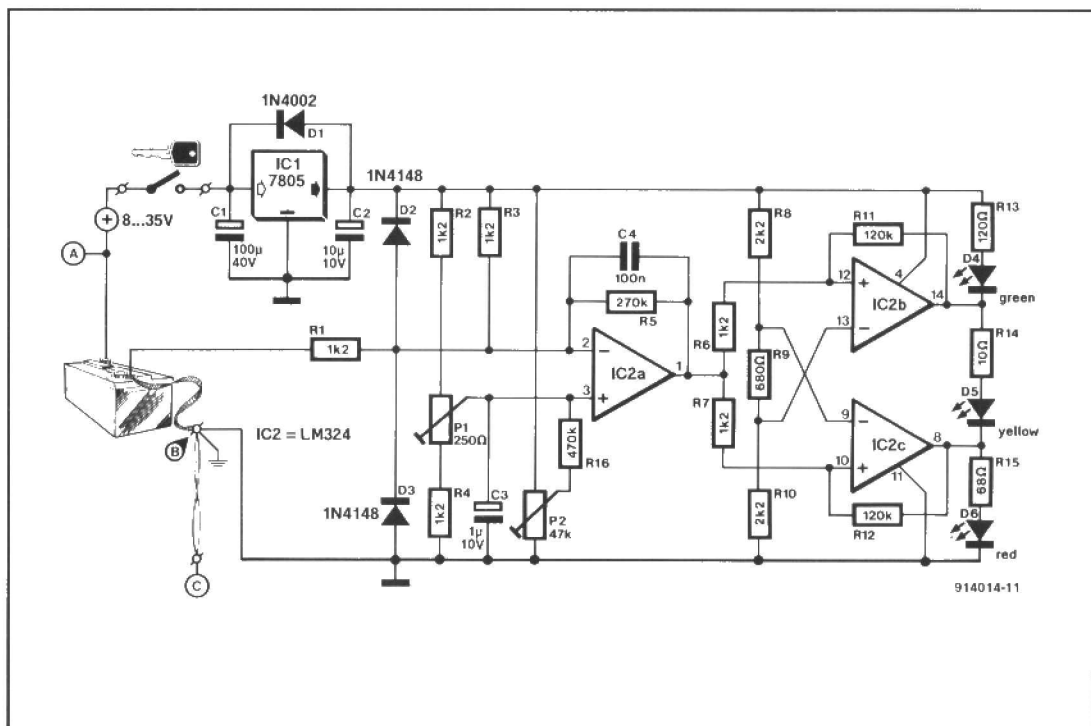 1N4002
D1
IC1
7805
1N4148
D2
8...35V
A
C1
100µ
40V
C2
10µ
10V
R2
1k2
R3
1k2
C4
100n
270k
R5
R1
1k2
2
3
IC2a
1
R6
1k2
R7
1k2
R8
2k2
R9
680Ω
R10
2k2
R11
120k
12
13
4
IC2b
14
9
10
IC2c
8
11
120k
R12
R13
120Ω
D4
green
R14
10Ω
D5
yellow
R15
68Ω
D6
red
B
IC2 = LM324
P1
250Ω
R4
1k2
470k
R16
D3
1N4148
C3
1µ
10V
P2
47k
C
914014-11